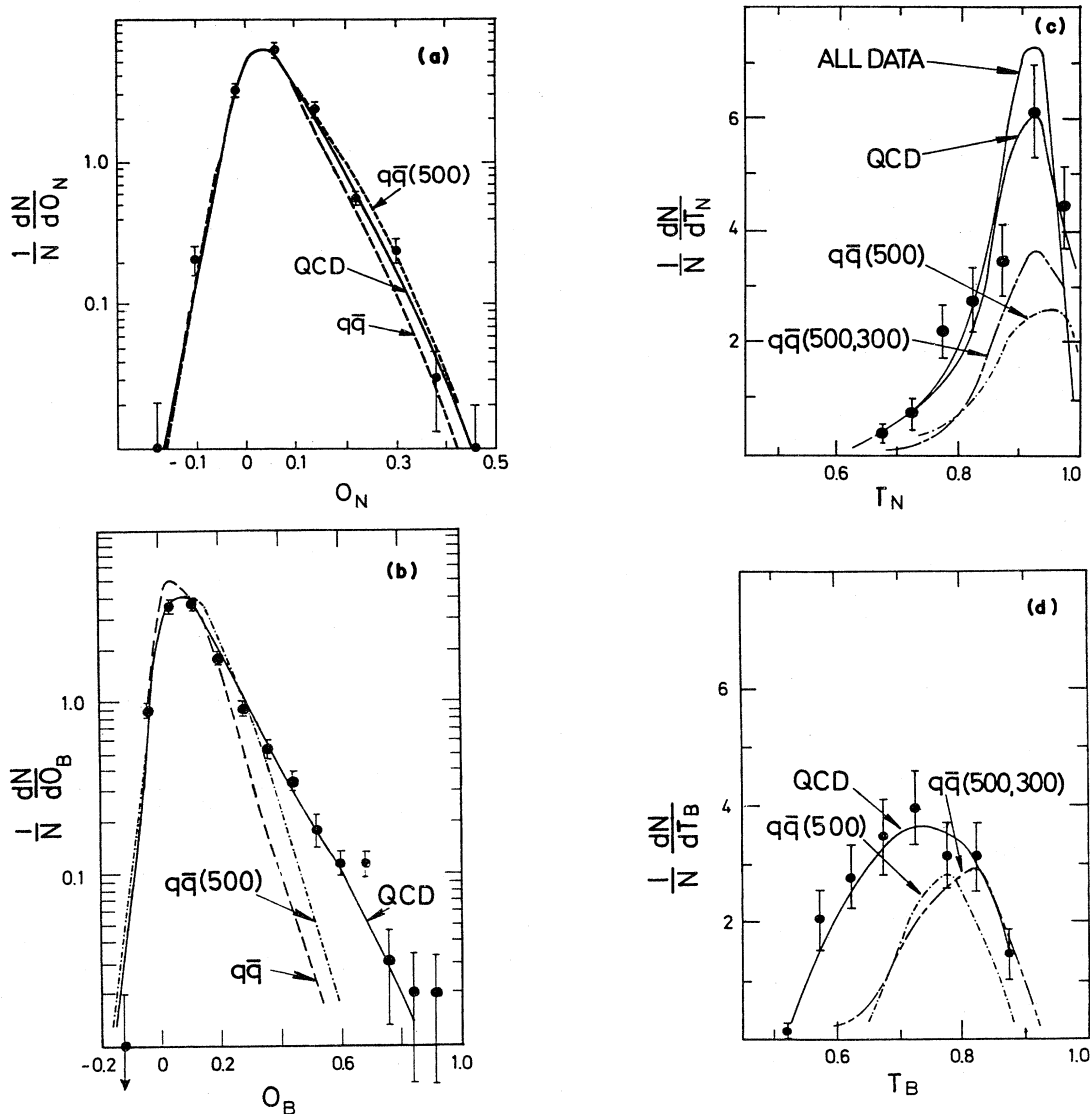 (a)
1.0
0.1
1/N dN/dO_N
qq̄(500)
QCD
qq̄
-0.1 0 0.1 0.3 0.5
O_N
(c)
6
4
2
1/N dN/dT_N
ALL DATA
QCD
qq̄(500)
qq̄(500,300)
0.6 0.8 1.0
T_N
(b)
1.0
0.1
1/N dN/dO_B
qq̄(500)
QCD
qq̄
-0.2 0 0.2 0.6 1.0
O_B
(d)
6
4
2
1/N dN/dT_B
QCD
qq̄(500,300)
qq̄(500)
0.6 0.8 1.0
T_B